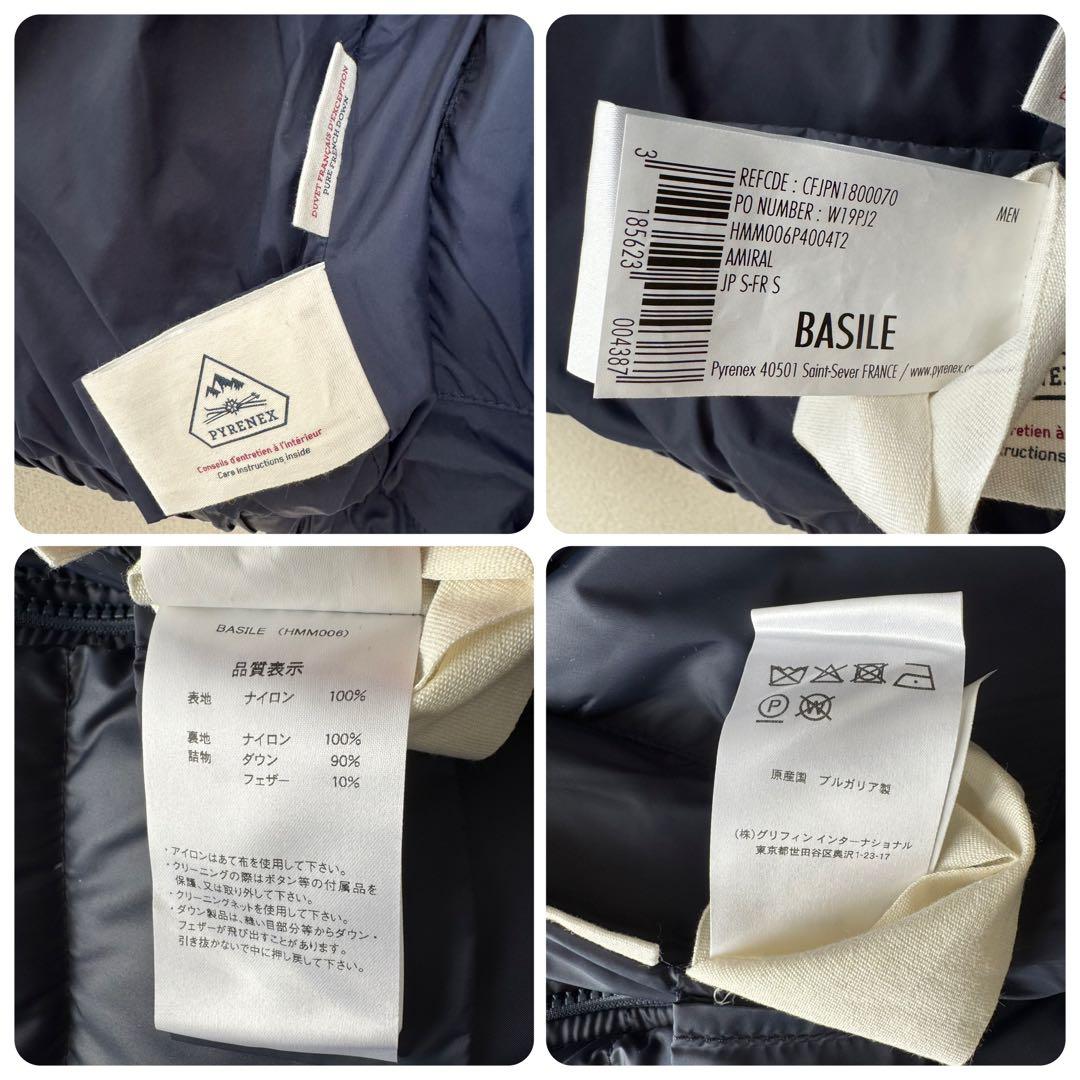 DUVET FRANÇAIS D'EXCEPTION
PURE FRENCH DOWN
PYRENEX
Conseils d'entretien à l'intérieur
Care instructions inside
3 185623 004387
REFCDE : CFJPN1800070
PO NUMBER : W19PJ2
HMM006P4004T2
AMIRAL
JP S-FR S
MEN
BASILE
Pyrenex 40501 Saint-Sever FRANCE / www.pyrenex.c
retien à
ructions
BASILE (HMM006)
品質表示
表地 ナイロン 100%
裏地 ナイロン 100%
詰物 ダウン 90%
フェザー 10%
・アイロンはあて布を使用して下さい。
・クリーニングの際はボタン等の付属品を
保護、又は取り外して下さい。
・クリーニングネットを使用して下さい。
・ダウン製品は、縫い目部分等からダウン・
フェザーが飛び出すことがあります。
引き抜かないで中に押し戻して下さい。
P W
原産国 ブルガリア製
(株)グリフィン インターナショナル
東京都世田谷区奥沢1-23-17